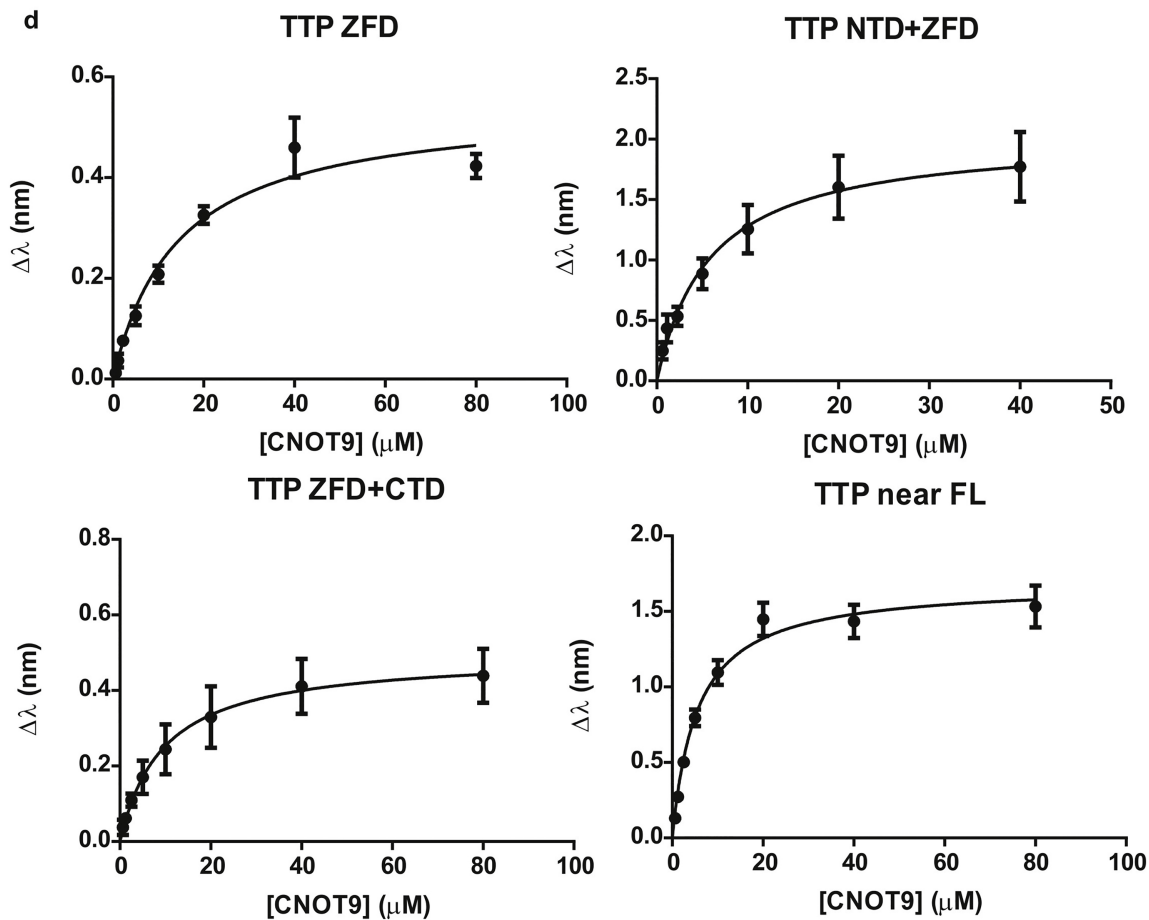 d
TTP ZFD
0.6
0.4
0.2
0.0
0 20 40 60 80 100
Δλ (nm)
[CNOT9] (μM)
TTP NTD+ZFD
2.5
2.0
1.5
1.0
0.5
0.0
0 10 20 30 40 50
Δλ (nm)
[CNOT9] (μM)
TTP ZFD+CTD
0.8
0.6
0.4
0.2
0.0
0 20 40 60 80 100
Δλ (nm)
[CNOT9] (μM)
TTP near FL
2.0
1.5
1.0
0.5
0.0
0 20 40 60 80 100
Δλ (nm)
[CNOT9] (μM)